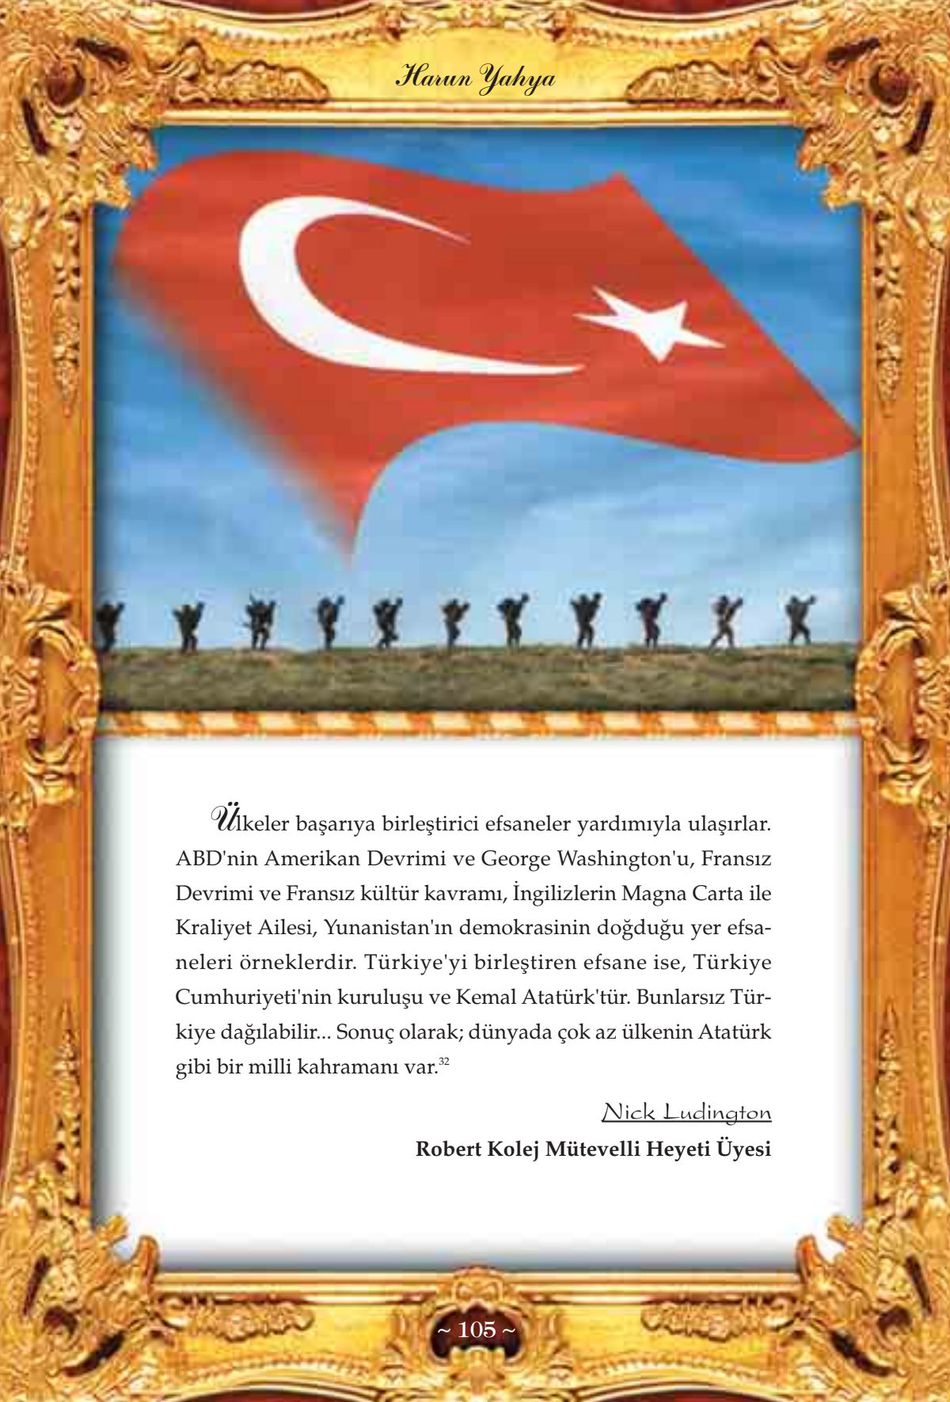 Harun Yahya
Ülkeler başarıya birleştirici efsaneler yardımıyla ulaşırlar.
ABD'nin Amerikan Devrimi ve George Washington'u, Fransız
Devrimi ve Fransız kültür kavramı, İngilizlerin Magna Carta ile
Kraliyet Ailesi, Yunanistan'ın demokrasinin doğduğu yer efsa-
neleri örneklerdir. Türkiye'yi birleştiren efsane ise, Türkiye
Cumhuriyeti'nin kuruluşu ve Kemal Atatürk'tür. Bunlarsız Tür-
kiye dağılabilir... Sonuç olarak; dünyada çok az ülkenin Atatürk
gibi bir milli kahramanı var.32
Nick Ludington
Robert Kolej Mütevelli Heyeti Üyesi
~ 105 ~